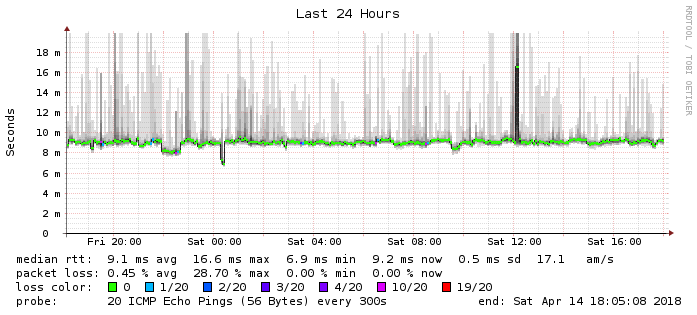 Last 24 Hours
RRDTOOL / TOBI OETIKER
Seconds
18 m
16 m
14 m
12 m
10 m
8 m
6 m
4 m
2 m
0
Fri 20:00 Sat 00:00 Sat 04:00 Sat 08:00 Sat 12:00 Sat 16:00
median rtt: 9.1 ms avg 16.6 ms max 6.9 ms min 9.2 ms now 0.5 ms sd 17.1 am/s
packet loss: 0.45 % avg 28.70 % max 0.00 % min 0.00 % now
loss color: 0 1/20 2/20 3/20 4/20 10/20 19/20
probe: 20 ICMP Echo Pings (56 Bytes) every 300s end: Sat Apr 14 18:05:08 2018